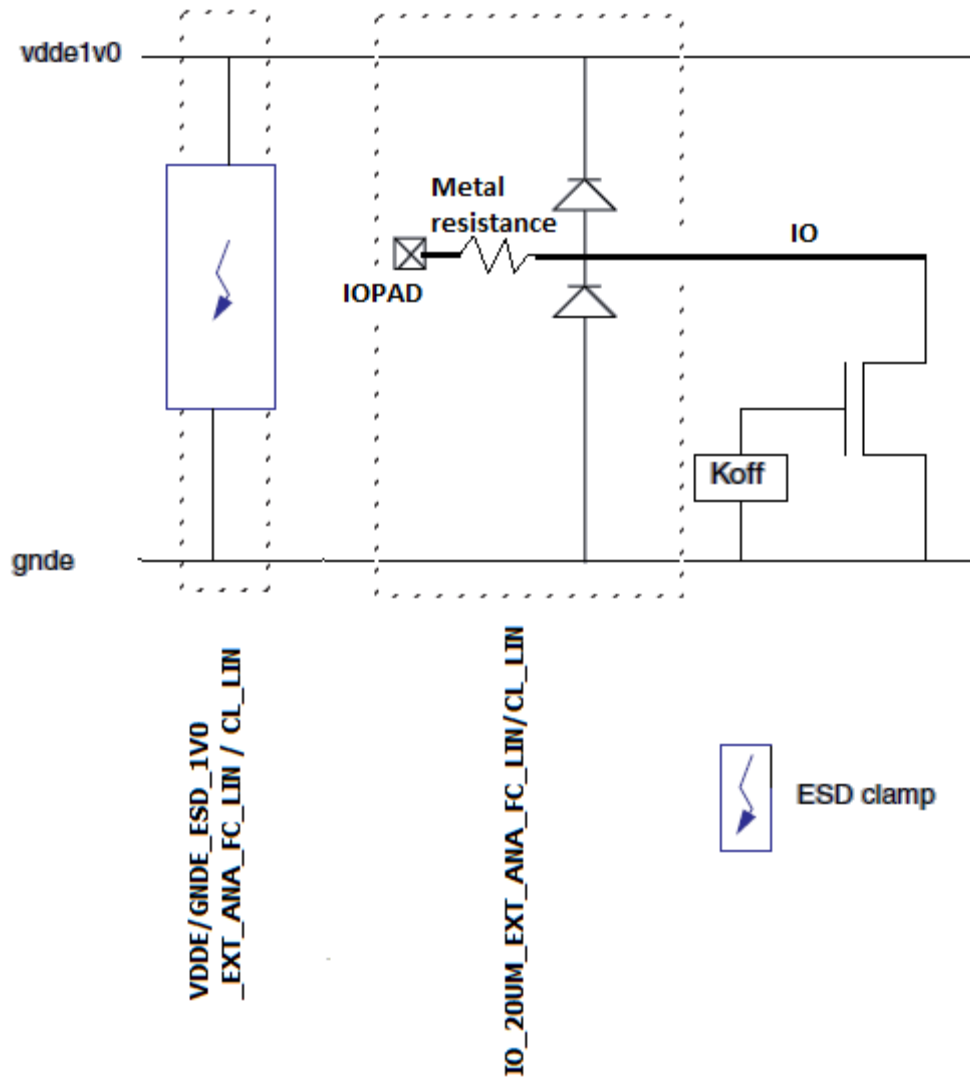 vdde1v0
Metal
resistance
IO
IOPAD
Koff
gnde
VDDE/GNDE_ESD_1V0
_EXT_ANA_FC_LIN / CL_LIN
IO_20UM_EXT_ANA_FC_LIN/CL_LIN
ESD clamp